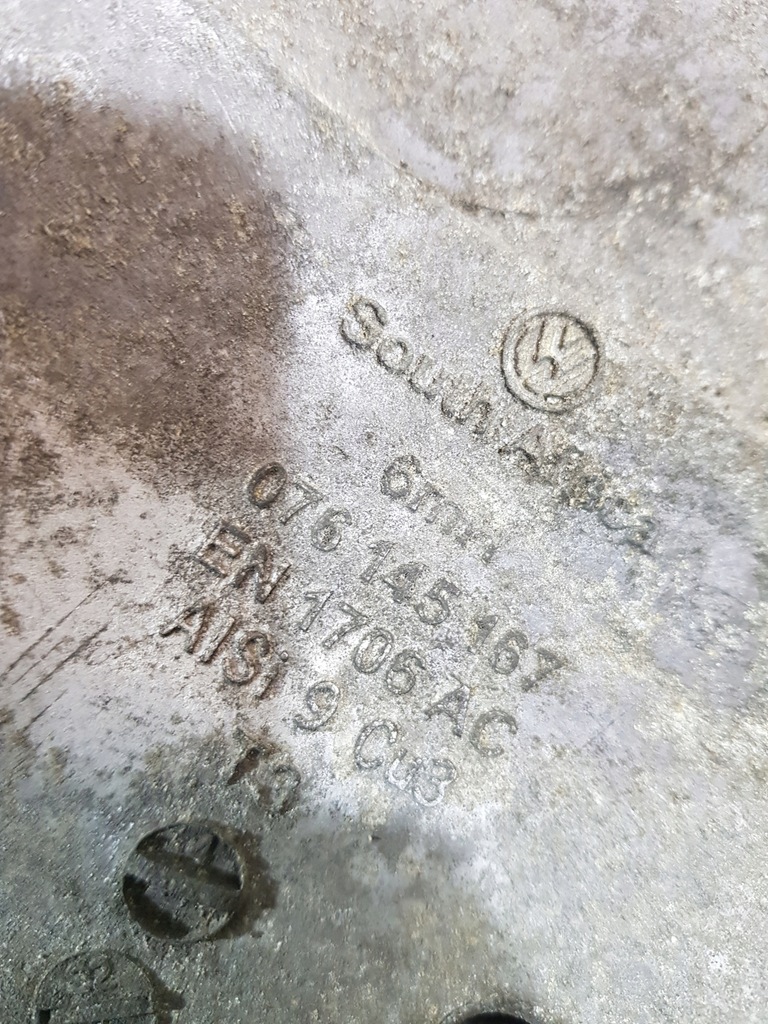 South Africa
6mm
076 145 167
EN 1706 AC
AlSi 9 Cu3